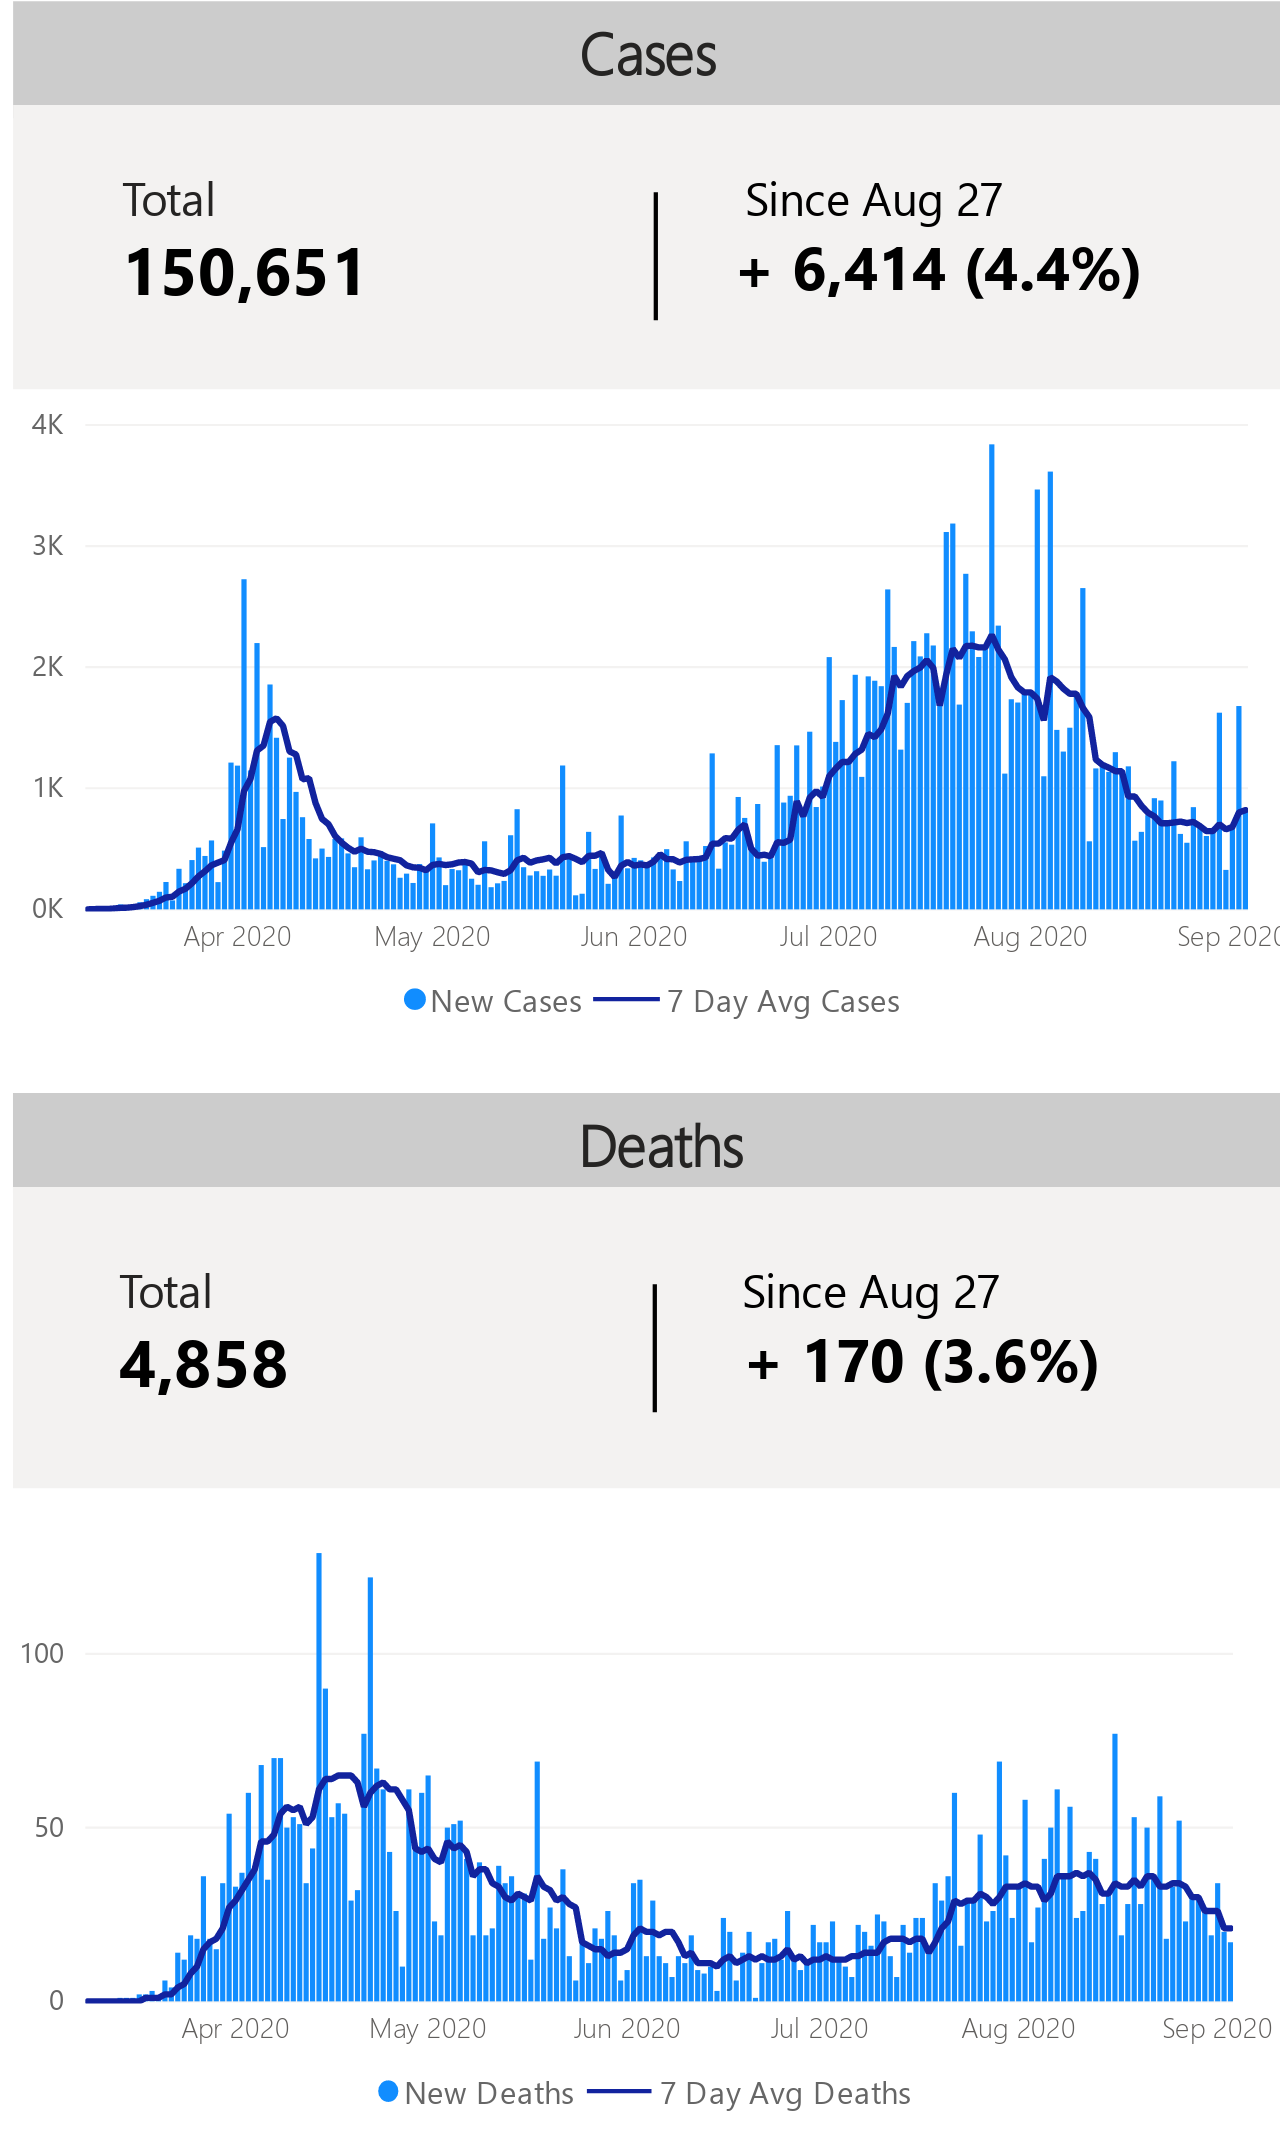 Cases
Total
Since Aug 27
150,651
+ 6,414 (4.4%)
4K
3K
2K
1K
0K
Apr 2020
May 2020
Jun 2020
Jul 2020
Aug 2020
Sep 2020
New Cases
7 Day Avg Cases
Deaths
Total
Since Aug 27
4,858
+ 170 (3.6%)
100
50
0
Apr 2020
May 2020
Jun 2020
Jul 2020
Aug 2020
Sep 2020
New Deaths
7 Day Avg Deaths